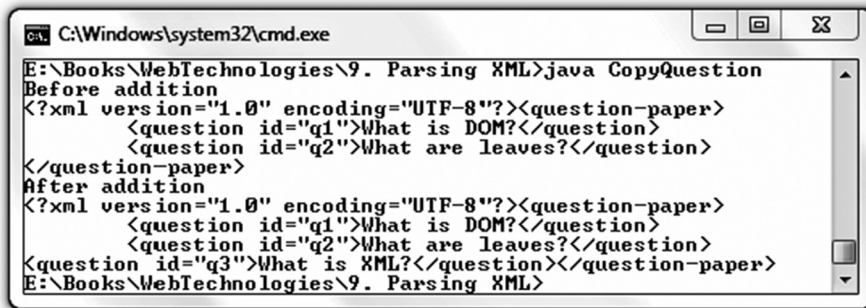 C:\Windows\system32\cmd.exe
E:\Books\WebTechnologies\9. Parsing XML>java CopyQuestion
Before addition
<?xml version="1.0" encoding="UTF-8"?><question-paper>
        <question id="q1">What is DOM?</question>
        <question id="q2">What are leaves?</question>
</question-paper>
After addition
<?xml version="1.0" encoding="UTF-8"?><question-paper>
        <question id="q1">What is DOM?</question>
        <question id="q2">What are leaves?</question>
<question id="q3">What is XML?</question></question-paper>
E:\Books\WebTechnologies\9. Parsing XML>